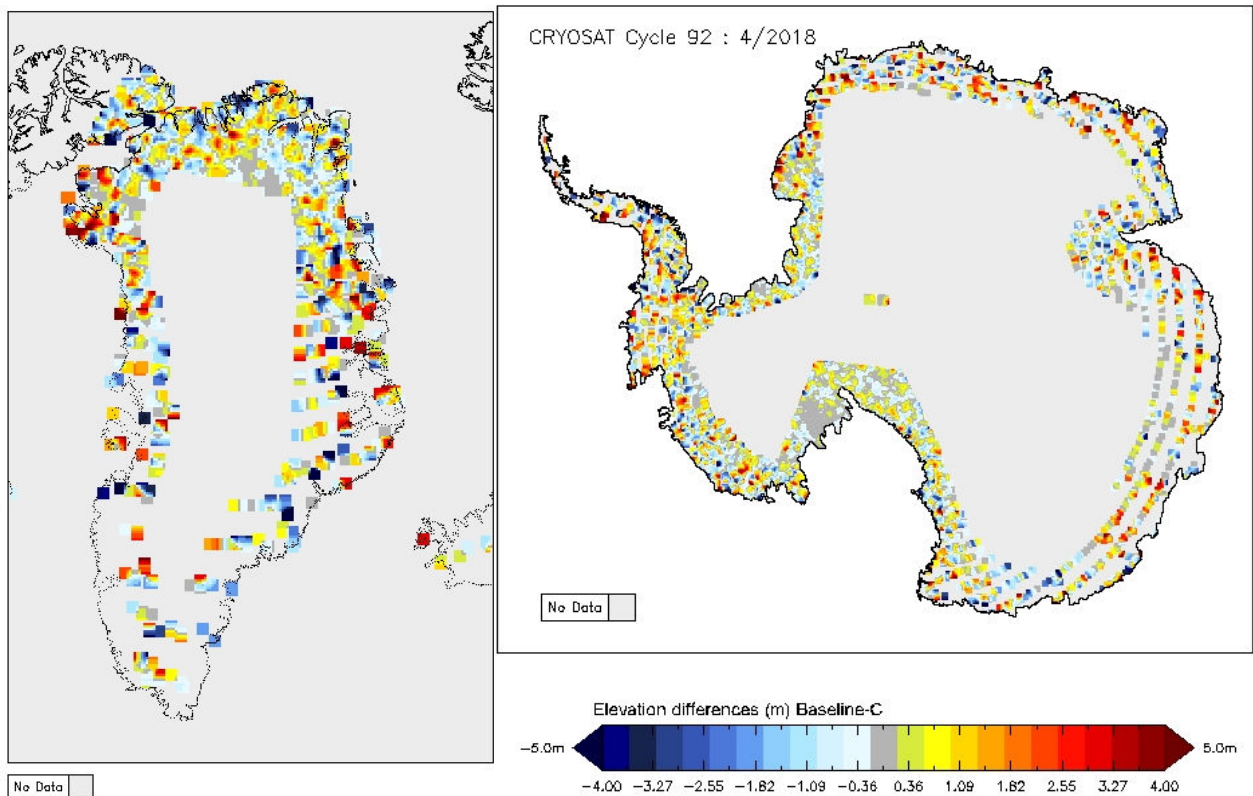 CRYOSAT Cycle 92 : 4/2018
No Data
Elevation differences (m) Baseline-C
-5.0m
5.0m
-4.00 -3.27 -2.55 -1.82 -1.09 -0.36 0.36 1.09 1.82 2.55 3.27 4.00
No Data